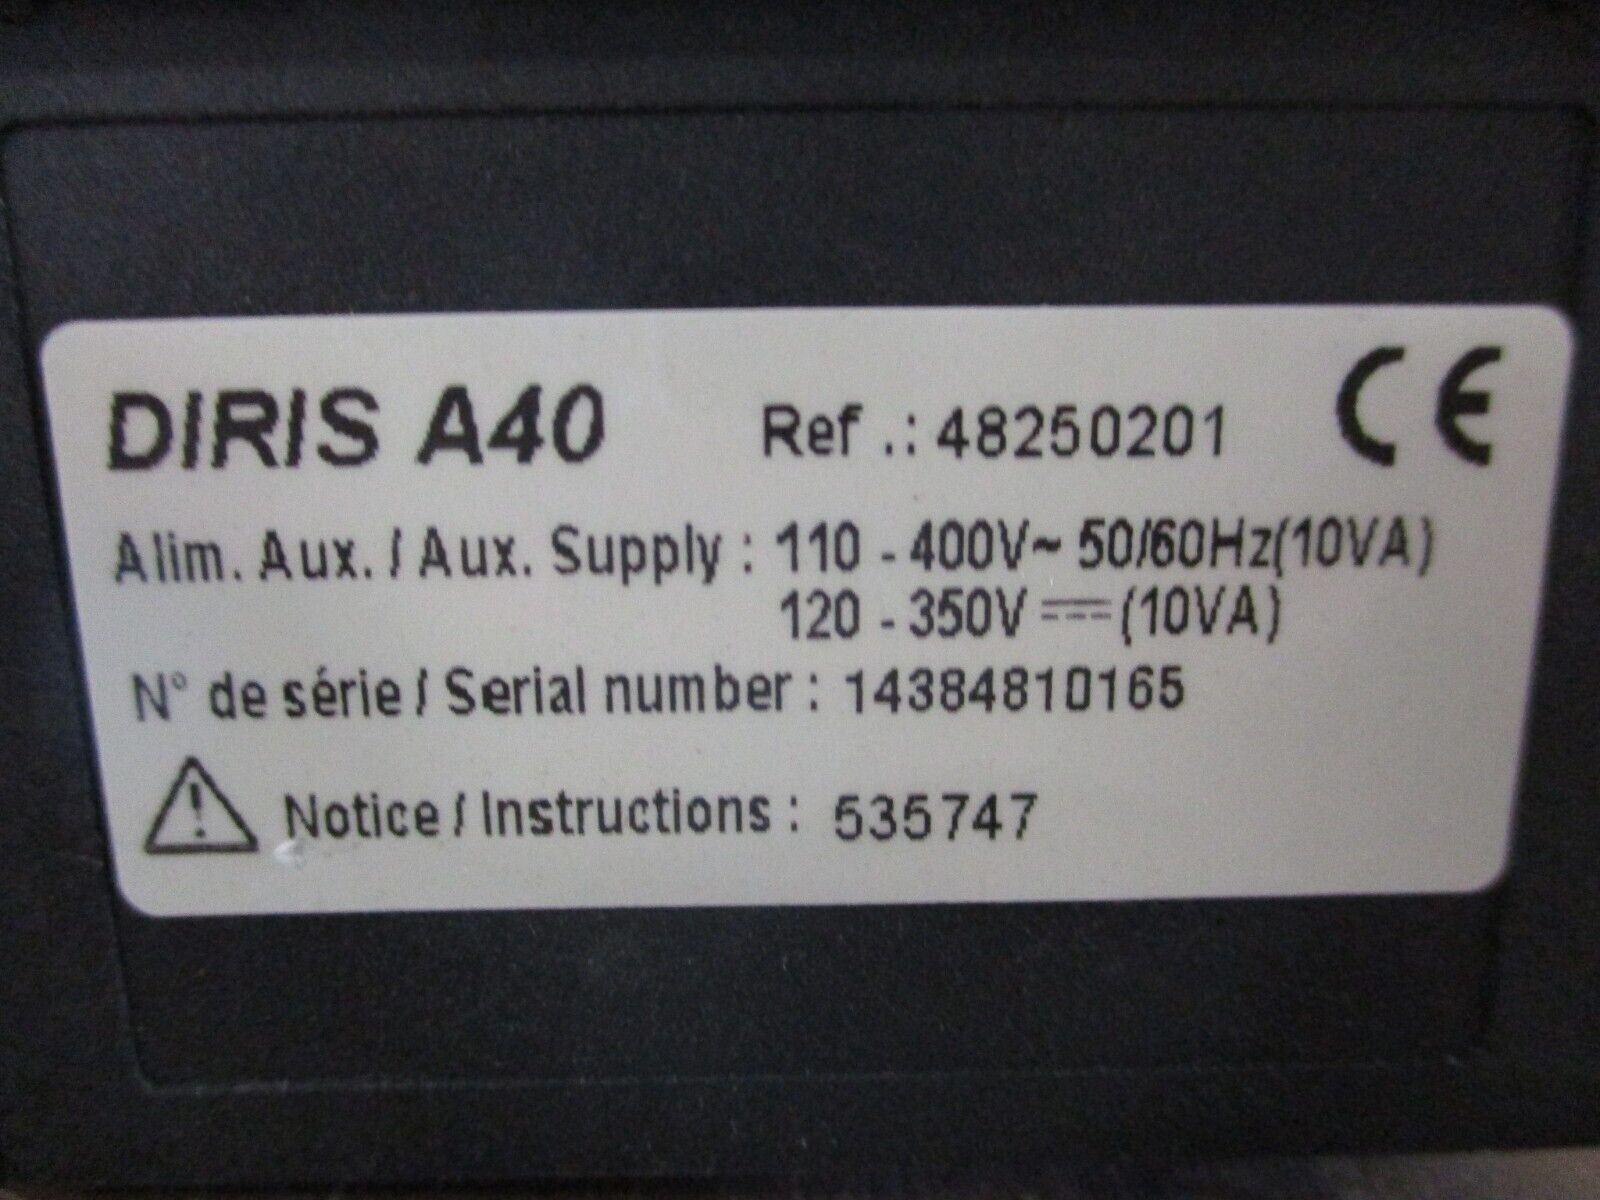 DIRIS A40 Ref .: 48250201 CE
Alim. Aux. / Aux. Supply : 110 - 400V~ 50/60Hz(10VA)
120 - 350V ⎓ (10VA)
N° de série / Serial number : 14384810165
Notice / Instructions : 535747